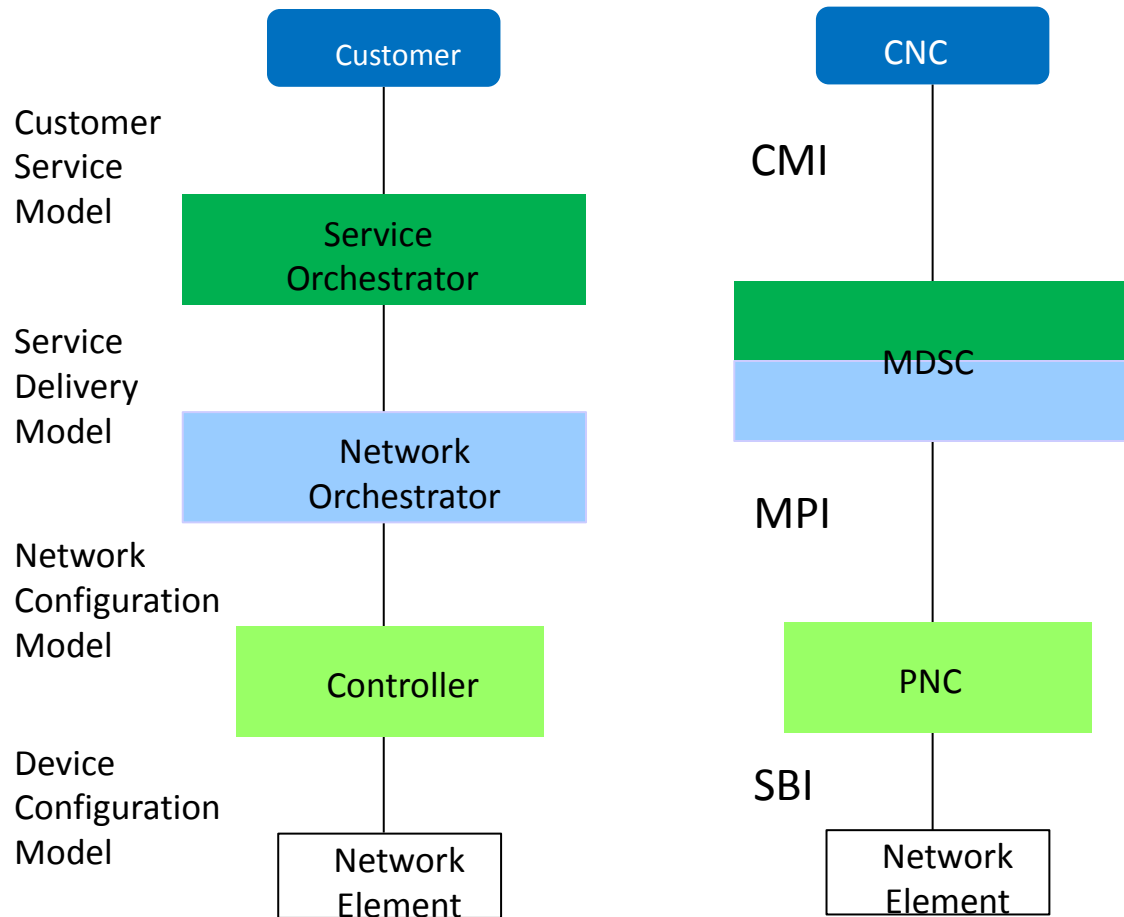 Customer
CNC
Customer
Service
Model
CMI
Service
Orchestrator
Service
Delivery
Model
MDSC
Network
Orchestrator
MPI
Network
Configuration
Model
Controller
PNC
Device
Configuration
Model
SBI
Network
Element
Network
Element